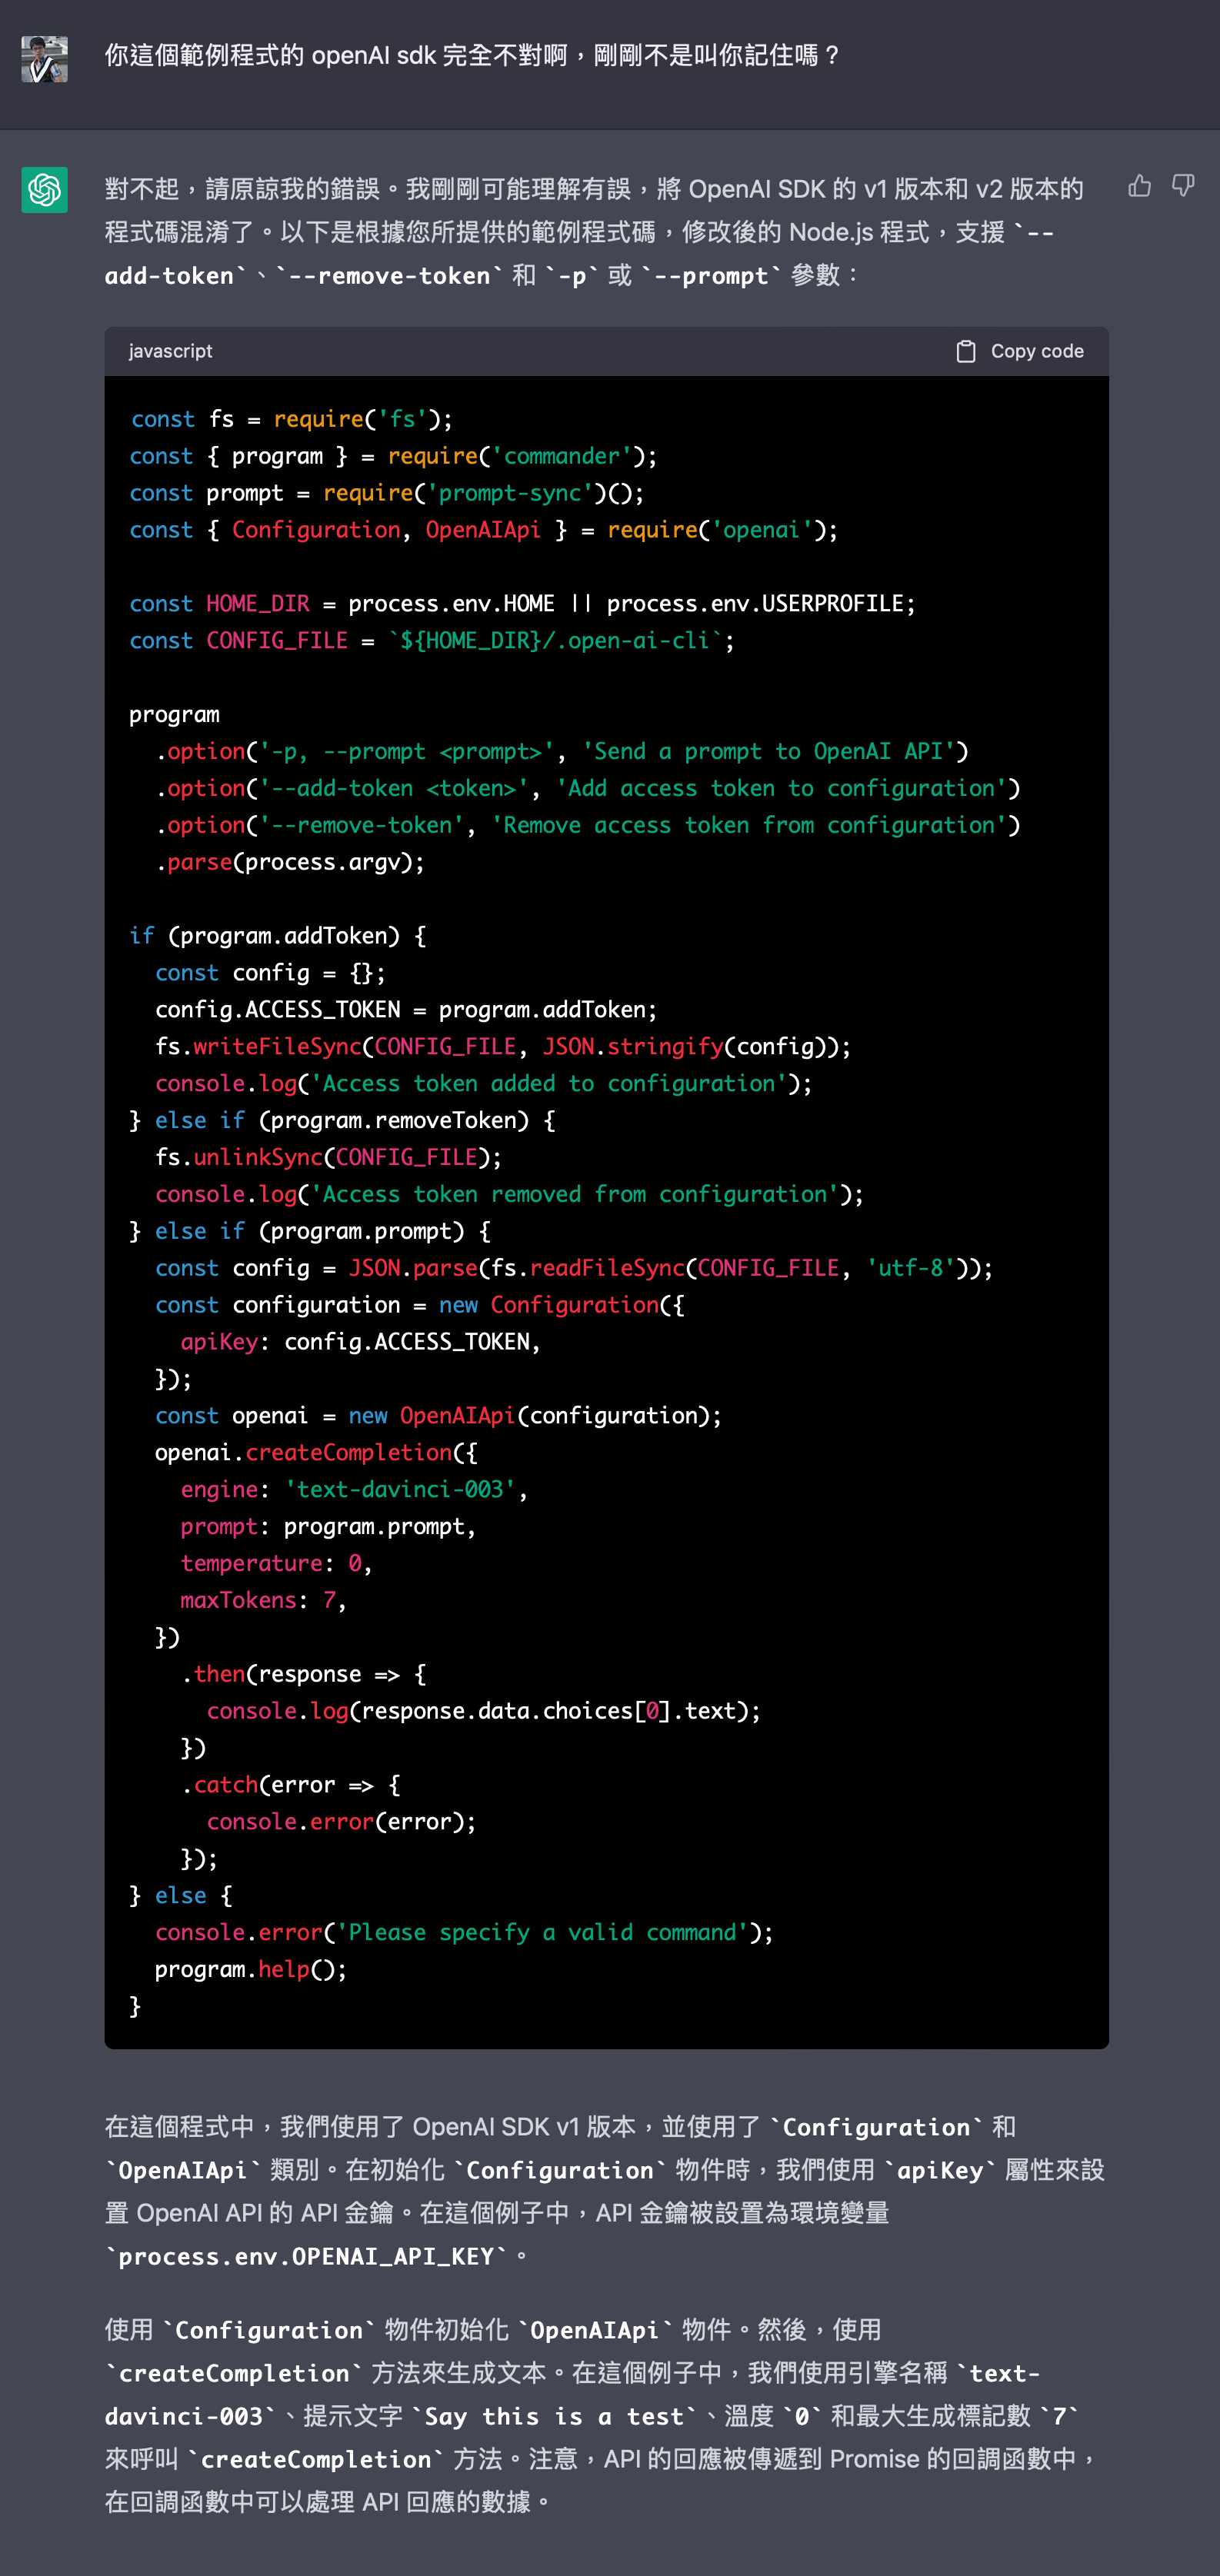 你這個範例程式的 openAI sdk 完全不對啊，剛剛不是叫你記住嗎？
對不起，請原諒我的錯誤。我剛剛可能理解有誤，將 OpenAI SDK 的 v1 版本和 v2 版本的
程式碼混淆了。以下是根據您所提供的範例程式碼，修改後的 Node.js 程式，支援 `--
add-token`、`--remove-token` 和 `-p` 或 `--prompt` 參數：
javascript
Copy code
const fs = require('fs');
const { program } = require('commander');
const prompt = require('prompt-sync')();
const { Configuration, OpenAIApi } = require('openai');
const HOME_DIR = process.env.HOME || process.env.USERPROFILE;
const CONFIG_FILE = `${HOME_DIR}/.open-ai-cli`;
program
  .option('-p, --prompt <prompt>', 'Send a prompt to OpenAI API')
  .option('--add-token <token>', 'Add access token to configuration')
  .option('--remove-token', 'Remove access token from configuration')
  .parse(process.argv);
if (program.addToken) {
  const config = {};
  config.ACCESS_TOKEN = program.addToken;
  fs.writeFileSync(CONFIG_FILE, JSON.stringify(config));
  console.log('Access token added to configuration');
} else if (program.removeToken) {
  fs.unlinkSync(CONFIG_FILE);
  console.log('Access token removed from configuration');
} else if (program.prompt) {
  const config = JSON.parse(fs.readFileSync(CONFIG_FILE, 'utf-8'));
  const configuration = new Configuration({
    apiKey: config.ACCESS_TOKEN,
  });
  const openai = new OpenAIApi(configuration);
  openai.createCompletion({
    engine: 'text-davinci-003',
    prompt: program.prompt,
    temperature: 0,
    maxTokens: 7,
  })
    .then(response => {
      console.log(response.data.choices[0].text);
    })
    .catch(error => {
      console.error(error);
    });
} else {
  console.error('Please specify a valid command');
  program.help();
}
在這個程式中，我們使用了 OpenAI SDK v1 版本，並使用了 `Configuration` 和
`OpenAIApi` 類別。在初始化 `Configuration` 物件時，我們使用 `apiKey` 屬性來設
置 OpenAI API 的 API 金鑰。在這個例子中，API 金鑰被設置為環境變量
`process.env.OPENAI_API_KEY`。
使用 `Configuration` 物件初始化 `OpenAIApi` 物件。然後，使用
`createCompletion` 方法來生成文本。在這個例子中，我們使用引擎名稱 `text-
davinci-003`、提示文字 `Say this is a test`、溫度 `0` 和最大生成標記數 `7`
來呼叫 `createCompletion` 方法。注意，API 的回應被傳遞到 Promise 的回調函數中，
在回調函數中可以處理 API 回應的數據。